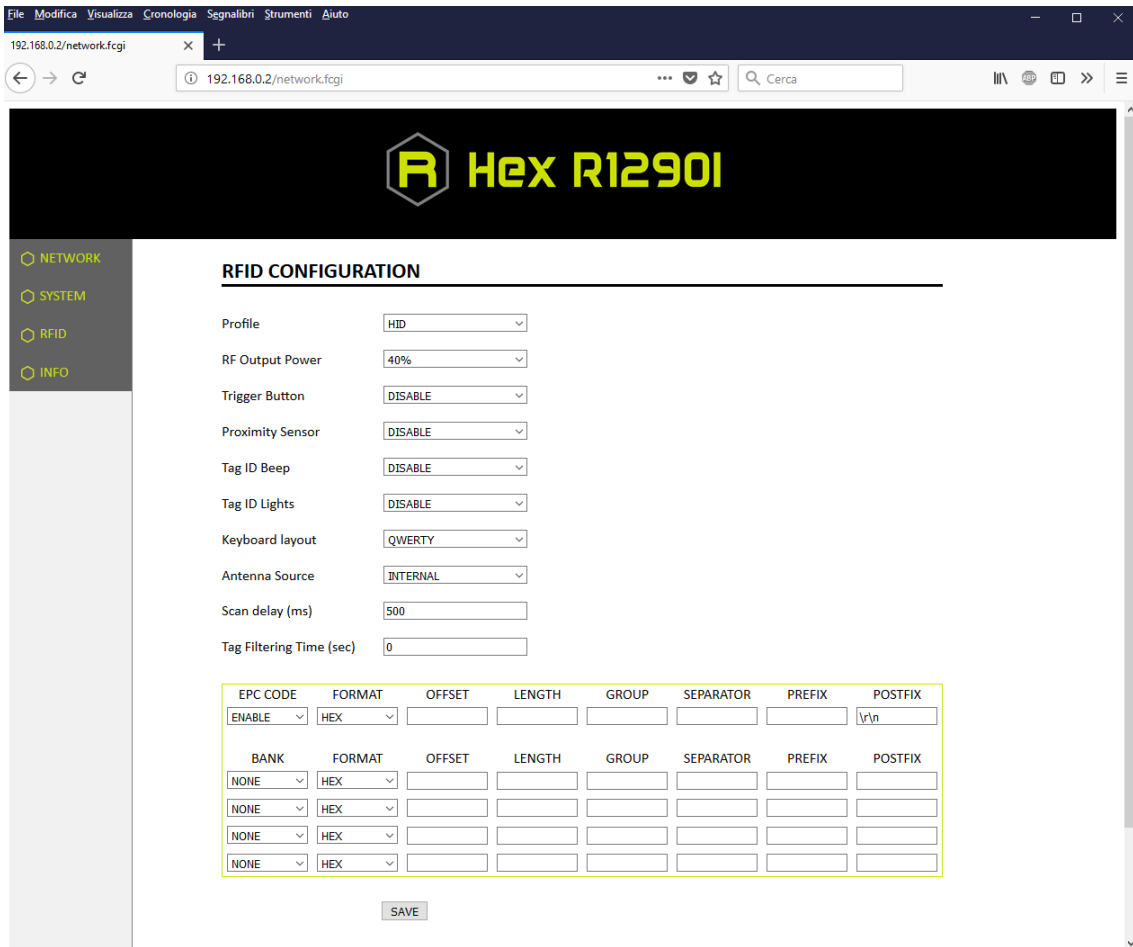 File Modifica Visualizza Cronologia Segnalibri Strumenti Aiuto
192.168.0.2/network.fcgi
192.168.0.2/network.fcgi Cerca ABP
R Hex R1290I
NETWORK
SYSTEM
RFID
INFO
RFID CONFIGURATION
Profile HID
RF Output Power 40%
Trigger Button DISABLE
Proximity Sensor DISABLE
Tag ID Beep DISABLE
Tag ID Lights DISABLE
Keyboard layout QWERTY
Antenna Source INTERNAL
Scan delay (ms) 500
Tag Filtering Time (sec) 0
EPC CODE FORMAT OFFSET LENGTH GROUP SEPARATOR PREFIX POSTFIX
ENABLE HEX \r\n
BANK FORMAT OFFSET LENGTH GROUP SEPARATOR PREFIX POSTFIX
NONE HEX
NONE HEX
NONE HEX
NONE HEX
SAVE